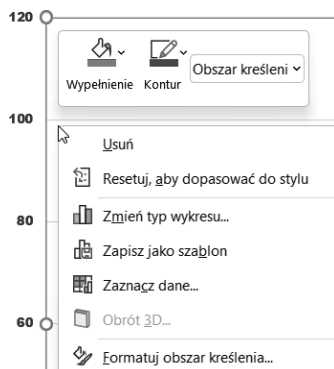 120
Wypełnienie Kontur Obszar kreśleni
100
Usuń
Resetuj, aby dopasować do stylu
Zmień typ wykresu...
80
Zapisz jako szablon
Zaznacz dane...
60
Obrót 3D...
Formatuj obszar kreślenia...